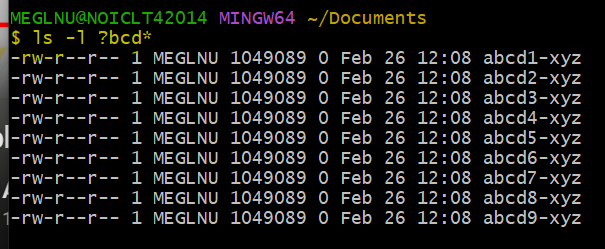 MEGLNU@NOICLT42014 MINGW64 ~/Documents
$ ls -l ?bcd*
-rw-r--r-- 1 MEGLNU 1049089 0 Feb 26 12:08 abcd1-xyz
-rw-r--r-- 1 MEGLNU 1049089 0 Feb 26 12:08 abcd2-xyz
-rw-r--r-- 1 MEGLNU 1049089 0 Feb 26 12:08 abcd3-xyz
-rw-r--r-- 1 MEGLNU 1049089 0 Feb 26 12:08 abcd4-xyz
-rw-r--r-- 1 MEGLNU 1049089 0 Feb 26 12:08 abcd5-xyz
-rw-r--r-- 1 MEGLNU 1049089 0 Feb 26 12:08 abcd6-xyz
-rw-r--r-- 1 MEGLNU 1049089 0 Feb 26 12:08 abcd7-xyz
-rw-r--r-- 1 MEGLNU 1049089 0 Feb 26 12:08 abcd8-xyz
-rw-r--r-- 1 MEGLNU 1049089 0 Feb 26 12:08 abcd9-xyz